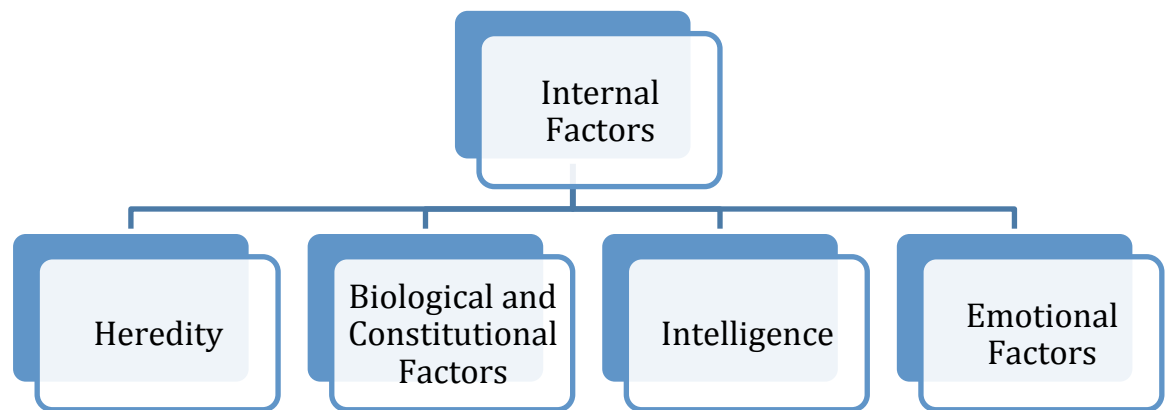 Internal
Factors
Heredity
Biological and
Constitutional
Factors
Intelligence
Emotional
Factors